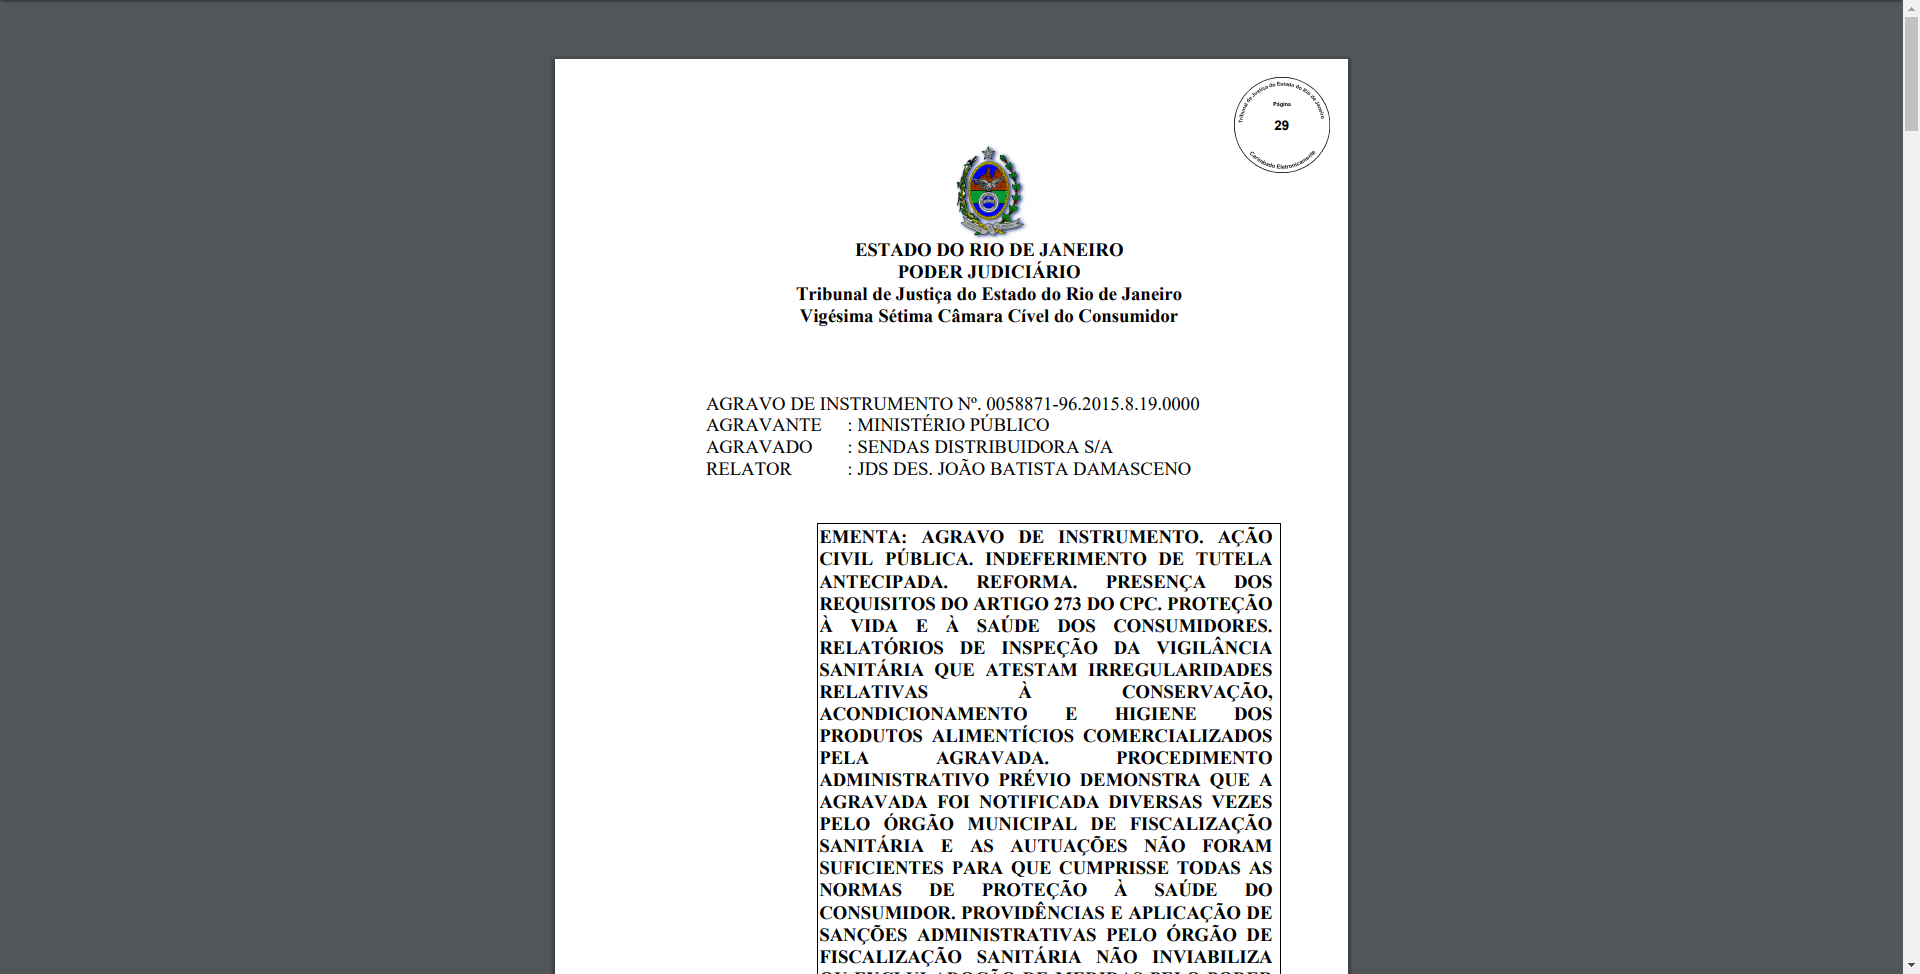 Tribunal de Justiça do Estado do Rio de Janeiro
Página
29
Carimbado Eletronicamente
ESTADO DO RIO DE JANEIRO
PODER JUDICIÁRIO
Tribunal de Justiça do Estado do Rio de Janeiro
Vigésima Sétima Câmara Cível do Consumidor
AGRAVO DE INSTRUMENTO Nº. 0058871-96.2015.8.19.0000
AGRAVANTE : MINISTÉRIO PÚBLICO
AGRAVADO : SENDAS DISTRIBUIDORA S/A
RELATOR : JDS DES. JOÃO BATISTA DAMASCENO
EMENTA: AGRAVO DE INSTRUMENTO. AÇÃO
CIVIL PÚBLICA. INDEFERIMENTO DE TUTELA
ANTECIPADA. REFORMA. PRESENÇA DOS
REQUISITOS DO ARTIGO 273 DO CPC. PROTEÇÃO
À VIDA E À SAÚDE DOS CONSUMIDORES.
RELATÓRIOS DE INSPEÇÃO DA VIGILÂNCIA
SANITÁRIA QUE ATESTAM IRREGULARIDADES
RELATIVAS À CONSERVAÇÃO,
ACONDICIONAMENTO E HIGIENE DOS
PRODUTOS ALIMENTÍCIOS COMERCIALIZADOS
PELA AGRAVADA. PROCEDIMENTO
ADMINISTRATIVO PRÉVIO DEMONSTRA QUE A
AGRAVADA FOI NOTIFICADA DIVERSAS VEZES
PELO ÓRGÃO MUNICIPAL DE FISCALIZAÇÃO
SANITÁRIA E AS AUTUAÇÕES NÃO FORAM
SUFICIENTES PARA QUE CUMPRISSE TODAS AS
NORMAS DE PROTEÇÃO À SAÚDE DO
CONSUMIDOR. PROVIDÊNCIAS E APLICAÇÃO DE
SANÇÕES ADMINISTRATIVAS PELO ÓRGÃO DE
FISCALIZAÇÃO SANITÁRIA NÃO INVIABILIZA